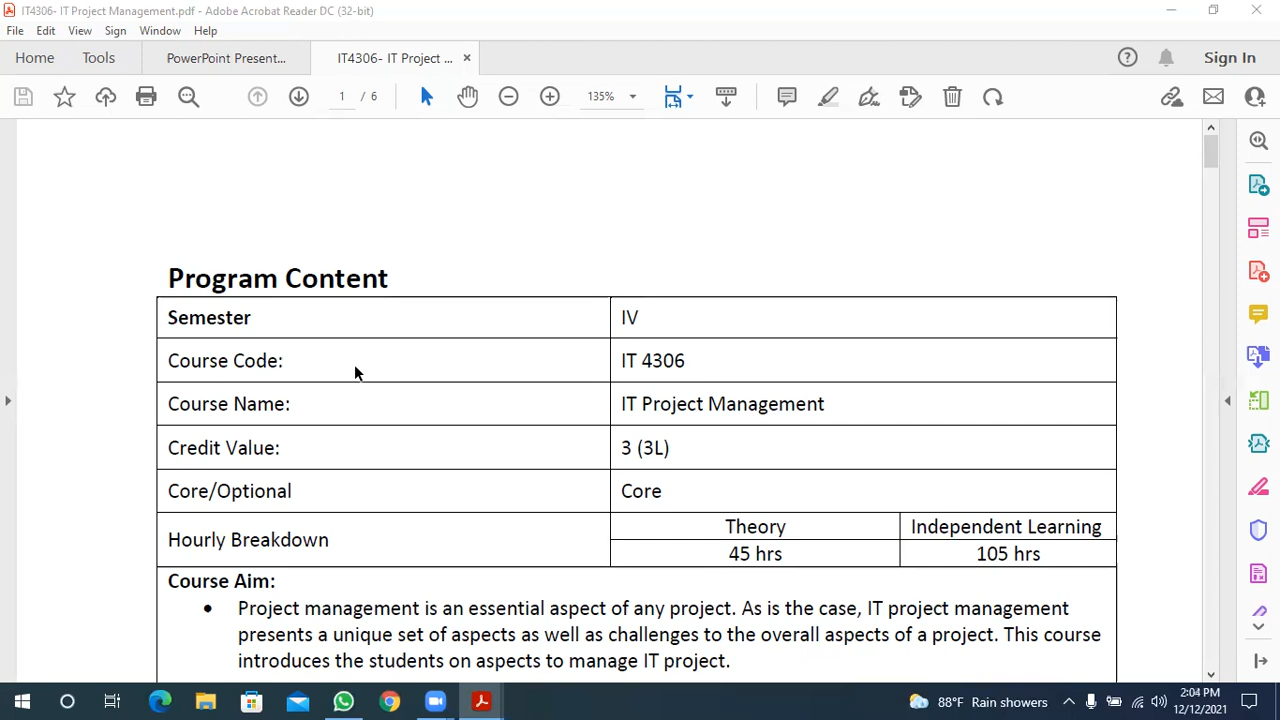 IT4306- IT Project Management.pdf - Adobe Acrobat Reader DC (32-bit)
File Edit View Sign Window Help
Home Tools PowerPoint Present... IT4306- IT Project ... × Sign In
1 / 6 135%
Program Content
Semester IV
Course Code: IT 4306
Course Name: IT Project Management
Credit Value: 3 (3L)
Core/Optional Core
Hourly Breakdown Theory Independent Learning
45 hrs 105 hrs
Course Aim:
• Project management is an essential aspect of any project. As is the case, IT project management
presents a unique set of aspects as well as challenges to the overall aspects of a project. This course
introduces the students on aspects to manage IT project.
88°F Rain showers 2:04 PM
12/12/2021